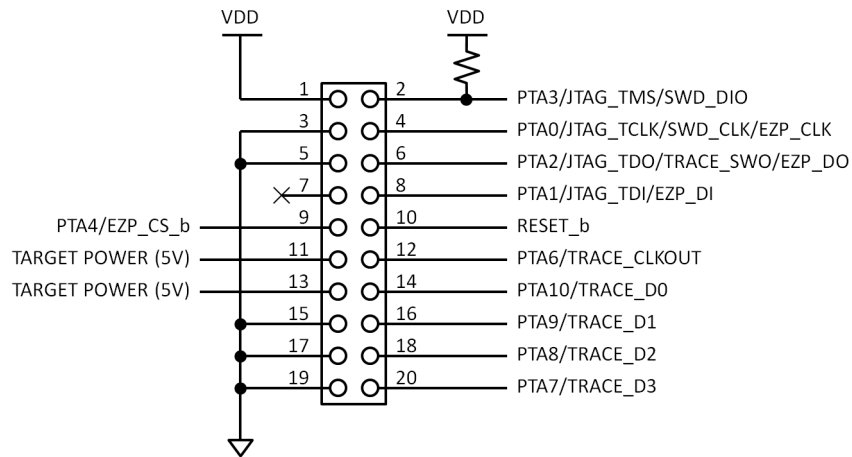 VDD VDD
1 2 PTA3/JTAG_TMS/SWD_DIO
3 4 PTA0/JTAG_TCLK/SWD_CLK/EZP_CLK
5 6 PTA2/JTAG_TDO/TRACE_SWO/EZP_DO
7 8 PTA1/JTAG_TDI/EZP_DI
PTA4/EZP_CS_b 9 10 RESET_b
TARGET POWER (5V) 11 12 PTA6/TRACE_CLKOUT
TARGET POWER (5V) 13 14 PTA10/TRACE_D0
15 16 PTA9/TRACE_D1
17 18 PTA8/TRACE_D2
19 20 PTA7/TRACE_D3